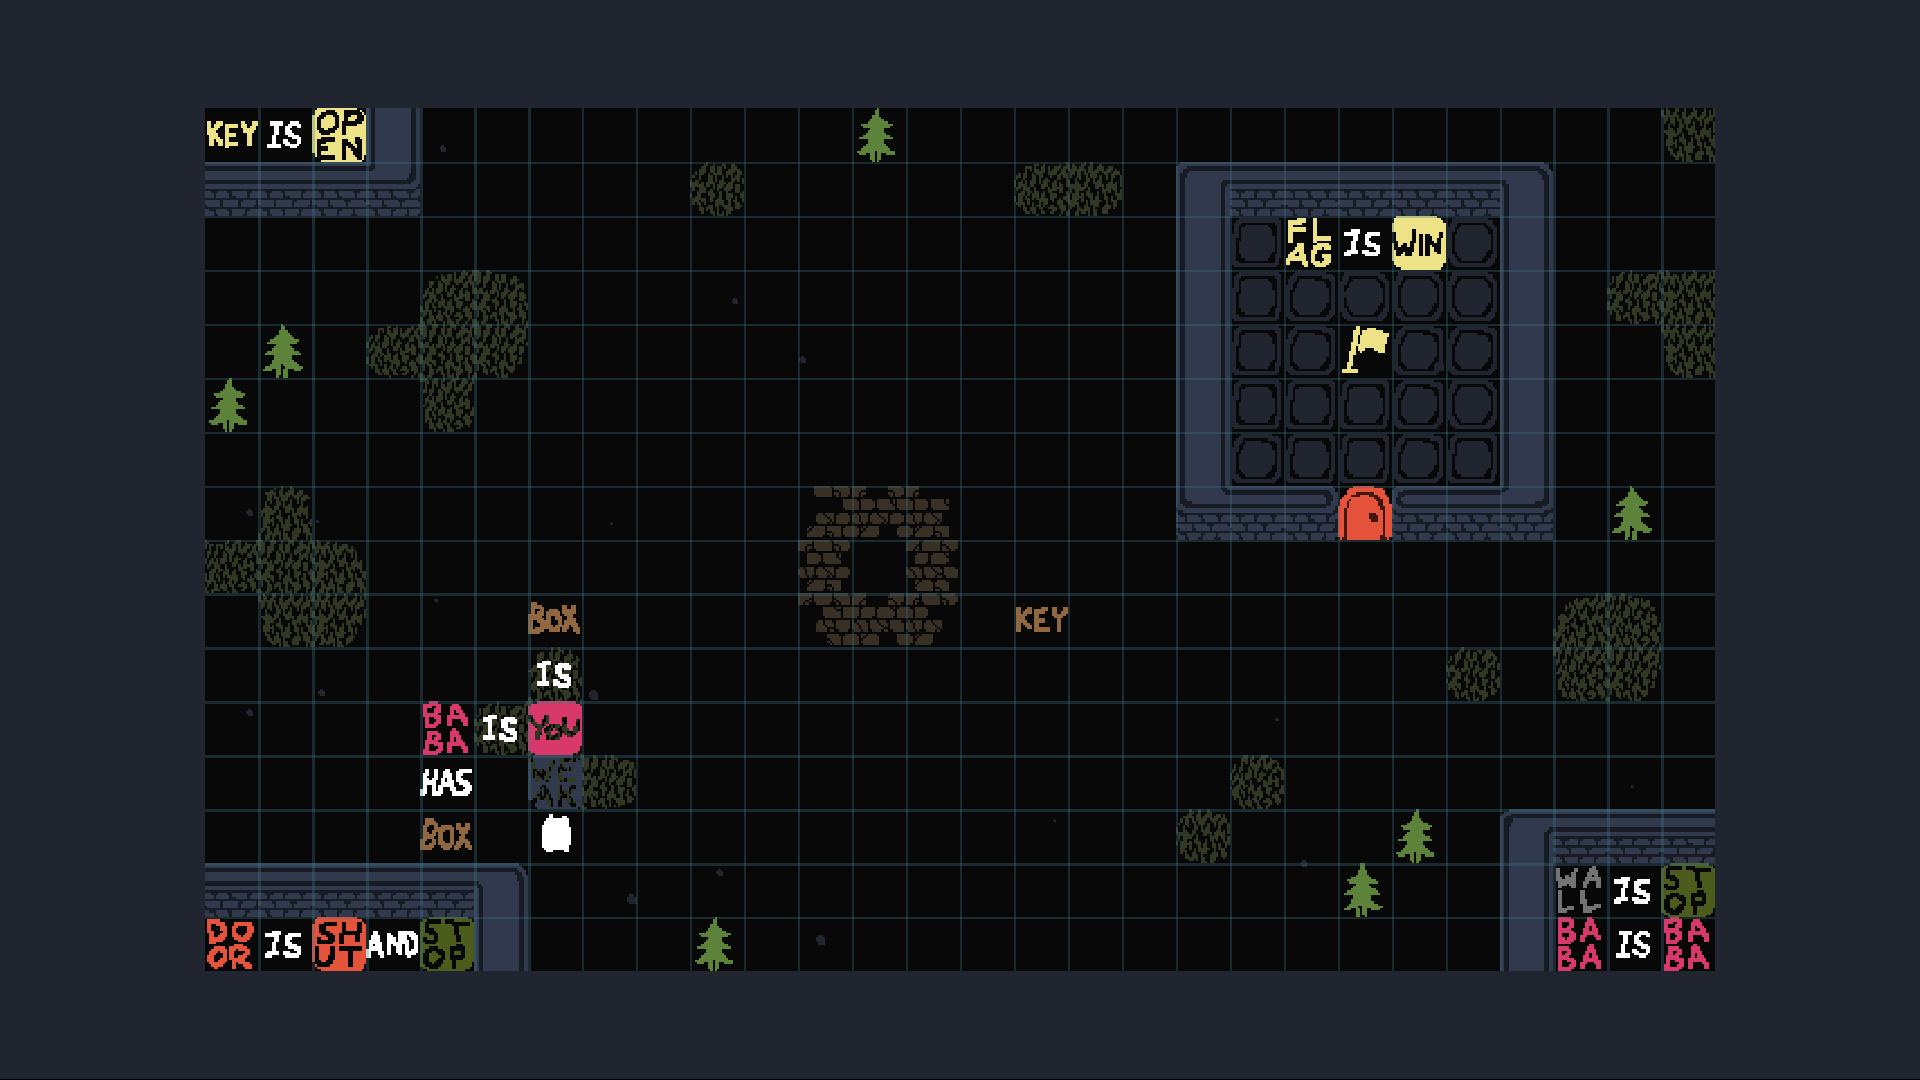 KEY IS OPEN
FLAG IS WIN
BOX KEY
IS
BABA IS YOU
HAS WEAK
BOX
WALL IS STOP
DOOR IS SHUT AND STOP
BABA IS BABA